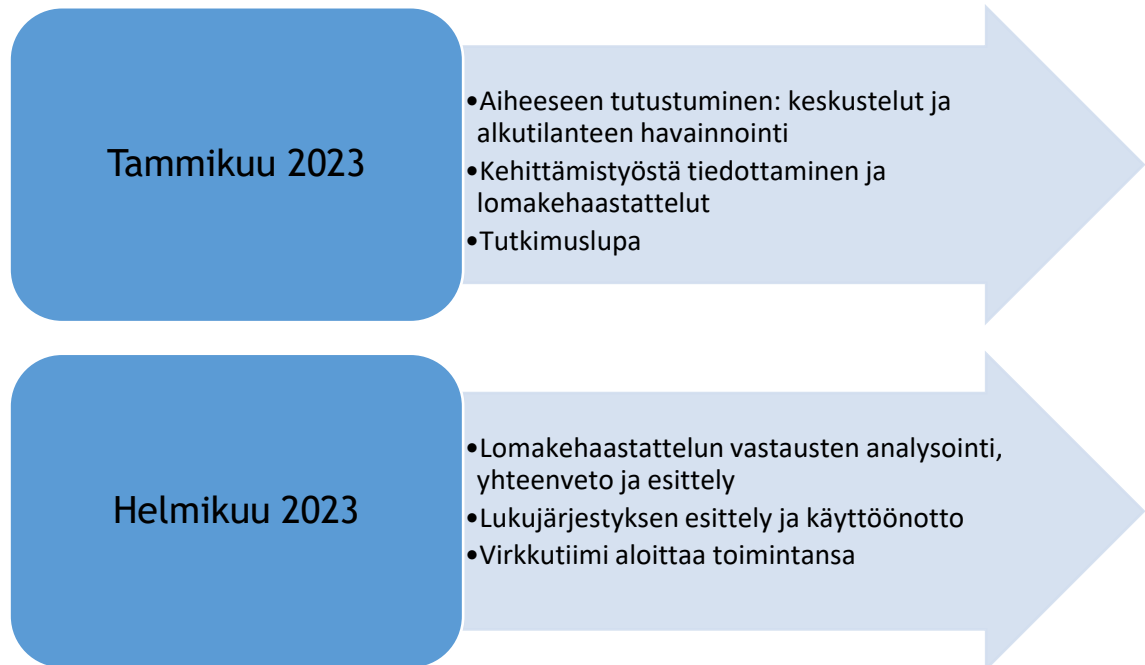 Tammikuu 2023
•Aiheeseen tutustuminen: keskustelut ja
alkutilanteen havainnointi
•Kehittämistyöstä tiedottaminen ja
lomakehaastattelut
•Tutkimuslupa
Helmikuu 2023
•Lomakehaastattelun vastausten analysointi,
yhteenveto ja esittely
•Lukujärjestyksen esittely ja käyttöönotto
•Virkkutiimi aloittaa toimintansa